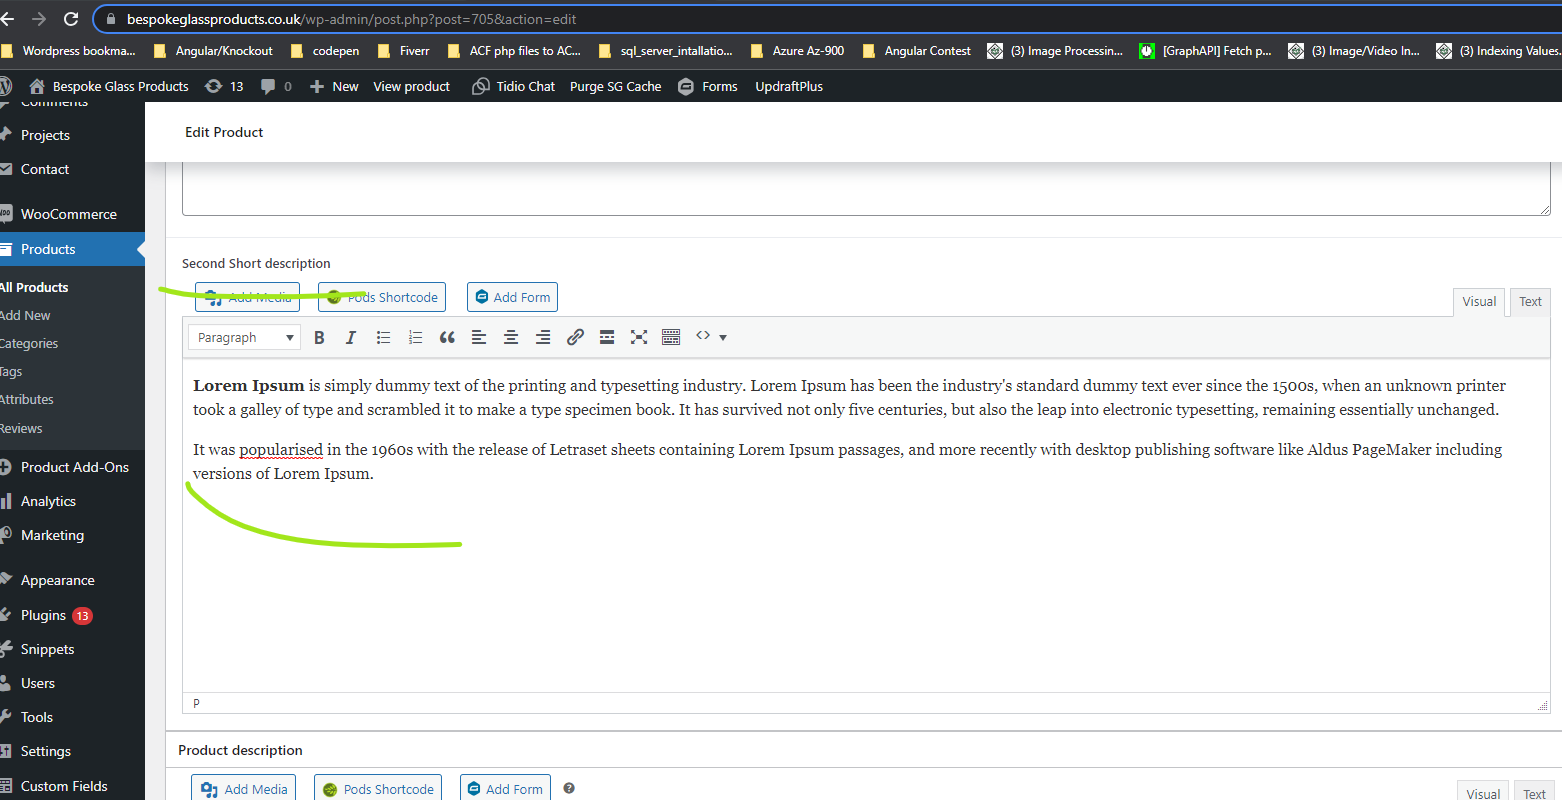 bespokeglassproducts.co.uk/wp-admin/post.php?post=705&action=edit
Wordpress bookma... Angular/Knockout codepen Fiverr ACF php files to AC... sql_server_intallatio... Azure Az-900 Angular Contest (3) Image Processin... [GraphAPI] Fetch p... (3) Image/Video In... (3) Indexing Values.
Bespoke Glass Products 13 0 New View product Tidio Chat Purge SG Cache Forms UpdraftPlus
Comments
Projects
Contact
WooCommerce
Products
All Products
Add New
Categories
Tags
Attributes
Reviews
Product Add-Ons
Analytics
Marketing
Appearance
Plugins 13
Snippets
Users
Tools
Settings
Custom Fields
Edit Product
Second Short description
Add Media Pods Shortcode Add Form
Visual Text
Paragraph
Lorem Ipsum is simply dummy text of the printing and typesetting industry. Lorem Ipsum has been the industry's standard dummy text ever since the 1500s, when an unknown printer
took a galley of type and scrambled it to make a type specimen book. It has survived not only five centuries, but also the leap into electronic typesetting, remaining essentially unchanged.
It was popularised in the 1960s with the release of Letraset sheets containing Lorem Ipsum passages, and more recently with desktop publishing software like Aldus PageMaker including
versions of Lorem Ipsum.
P
Product description
Add Media Pods Shortcode Add Form
Visual Text